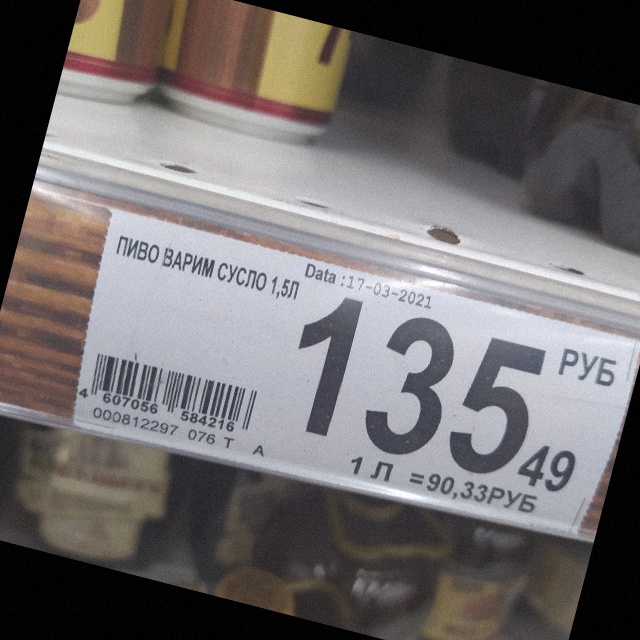 ПИВО ВАРИМ СУСЛО 1,5Л
Data :17-03-2021
135 49 РУБ
4 607056 584216
000812297 076 Т А
1 Л =90,33РУБ